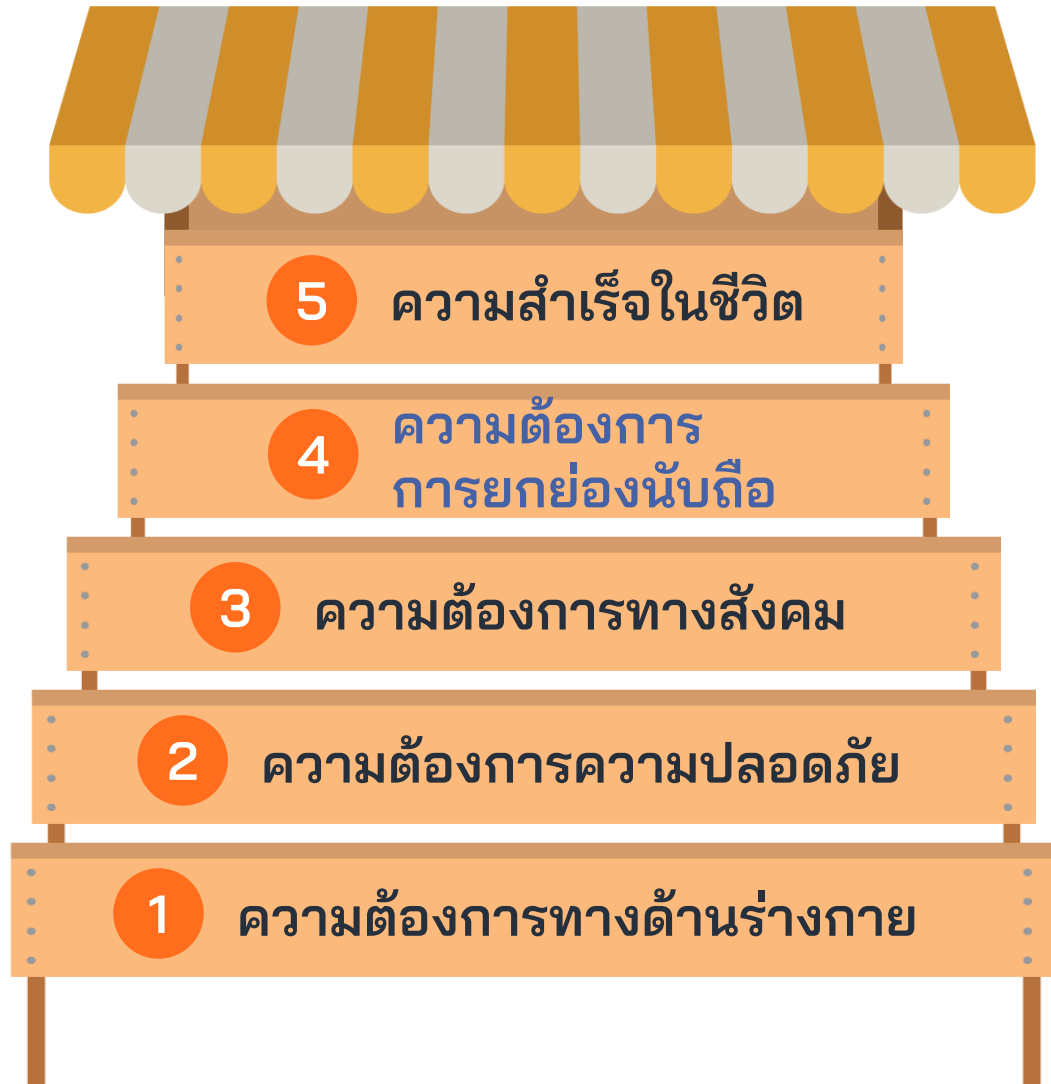 5 ความสำเร็จในชีวิต
4 ความต้องการ
การยกย่องนับถือ
3 ความต้องการทางสังคม
2 ความต้องการความปลอดภัย
1 ความต้องการทางด้านร่างกาย